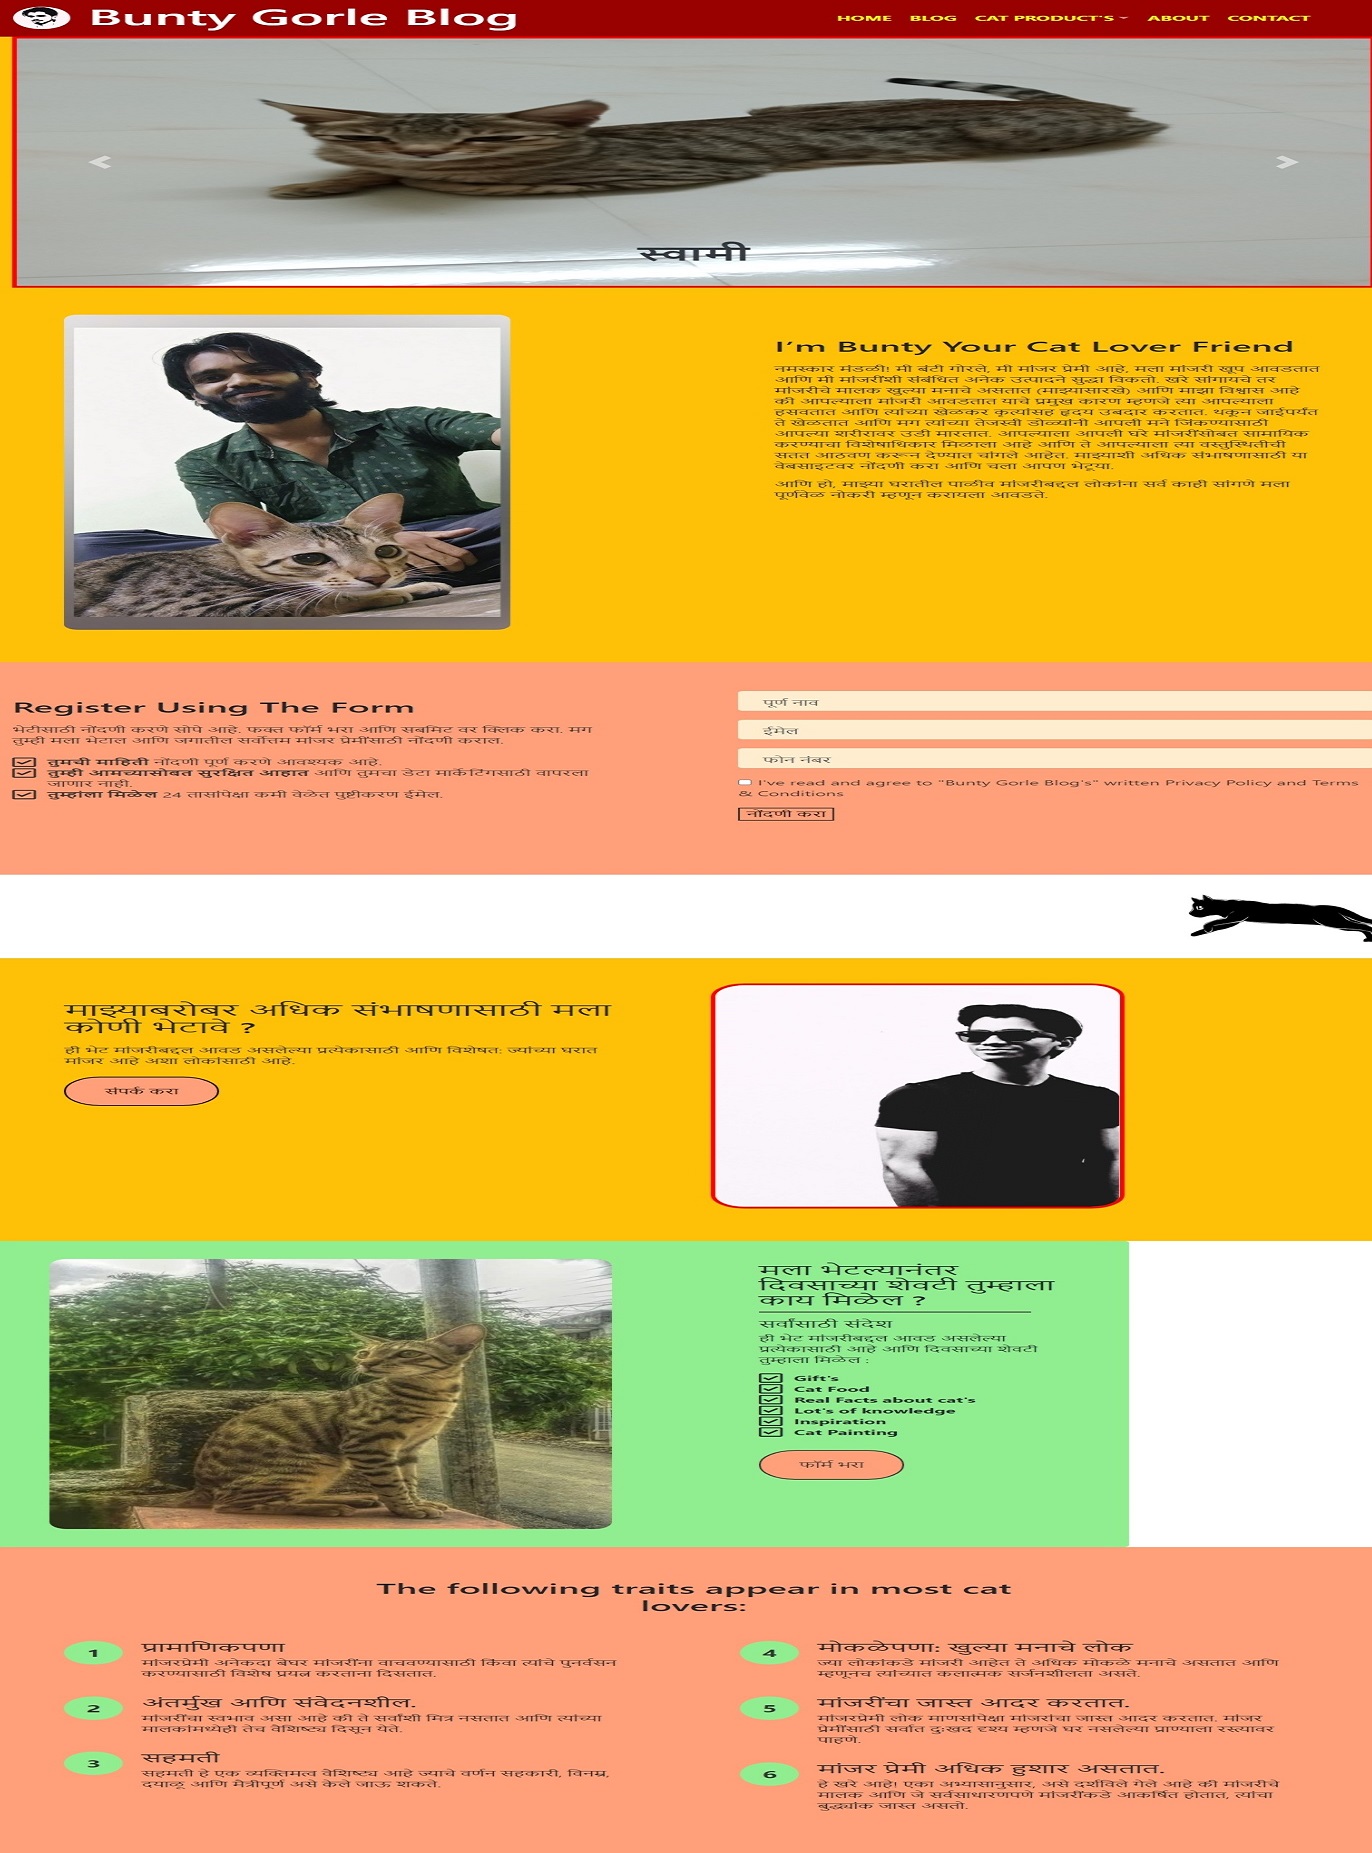 Bunty Gorle Blog
HOME BLOG CAT PRODUCT'S ABOUT CONTACT
स्वामी
I’m Bunty Your Cat Lover Friend
नमस्कार मंडळी! मी बंटी गोरले, मी मांजर प्रेमी आहे, मला मांजरी खूप आवडतात
आणि मी मांजरींशी संबंधित अनेक उत्पादने सुद्धा विकतो. खरे सांगायचे तर
मांजरीचे मालक खुल्या मनाचे असतात (माझ्यासारखे) आणि माझा विश्वास आहे
की आपल्याला मांजरी आवडतात याचे प्रमुख कारण म्हणजे त्या आपल्याला
हसवतात आणि त्यांच्या खेळकर कृत्यांसह हृदय उबदार करतात. थकून जाईपर्यंत
ते खेळतात आणि मग त्यांच्या तेजस्वी डोळ्यांनी आपली मने जिंकण्यासाठी
आपल्या शरीरावर उडी मारतात. आपल्याला आपली घरे मांजरींसोबत सामायिक
करण्याचा विशेषाधिकार मिळाला आहे आणि ते आपल्याला त्या वस्तुस्थितीची
सतत आठवण करून देण्यात चांगले आहेत. माझ्याशी अधिक संभाषणासाठी या
वेबसाइटवर नोंदणी करा आणि चला आपण भेटूया.
आणि हो, माझ्या घरातील पाळीव मांजरीबद्दल लोकांना सर्व काही सांगणे मला
पूर्णवेळ नोकरी म्हणून करायला आवडते.
Register Using The Form
भेटीसाठी नोंदणी करणे सोपे आहे. फक्त फॉर्म भरा आणि सबमिट वर क्लिक करा. मग
तुम्ही मला भेटाल आणि जगातील सर्वोत्तम मांजर प्रेमींसाठी नोंदणी कराल.
तुमची माहिती नोंदणी पूर्ण करणे आवश्यक आहे.
तुम्ही आमच्यासोबत सुरक्षित आहात आणि तुमचा डेटा मार्केटिंगसाठी वापरला
जाणार नाही.
तुम्हाला मिळेल 24 तासांपेक्षा कमी वेळेत पुष्टीकरण ईमेल.
पूर्ण नाव
ईमेल
फोन नंबर
I've read and agree to "Bunty Gorle Blog's" written Privacy Policy and Terms
& Conditions
नोंदणी करा
माझ्याबरोबर अधिक संभाषणासाठी मला
कोणी भेटावे ?
ही भेट मांजरीबद्दल आवड असलेल्या प्रत्येकासाठी आणि विशेषत: ज्यांच्या घरात
मांजर आहे अशा लोकांसाठी आहे.
संपर्क करा
मला भेटल्यानंतर
दिवसाच्या शेवटी तुम्हाला
काय मिळेल ?
सर्वांसाठी संदेश
ही भेट मांजरीबद्दल आवड असलेल्या
प्रत्येकासाठी आहे आणि दिवसाच्या शेवटी
तुम्हाला मिळेल :
Gift's
Cat Food
Real Facts about cat's
Lot's of knowledge
Inspiration
Cat Painting
फॉर्म भरा
The following traits appear in most cat
lovers:
1
प्रामाणिकपणा
मांजरप्रेमी अनेकदा बेघर मांजरींना वाचवण्यासाठी किंवा त्यांचे पुनर्वसन
करण्यासाठी विशेष प्रयत्न करताना दिसतात.
2
अंतर्मुख आणि संवेदनशील.
मांजरींचा स्वभाव असा आहे की ते सर्वांशी मित्र नसतात आणि त्यांच्या
मालकांमध्येही तेच वैशिष्ट्य दिसून येते.
3
सहमती
सहमती हे एक व्यक्तिमत्व वैशिष्ट्य आहे ज्याचे वर्णन सहकारी, विनम्र,
दयाळू आणि मैत्रीपूर्ण असे केले जाऊ शकते.
4
मोकळेपणा: खुल्या मनाचे लोक
ज्या लोकांकडे मांजरी आहेत ते अधिक मोकळे मनाचे असतात आणि
म्हणूनच त्यांच्यात कलात्मक सर्जनशीलता असते.
5
मांजरींचा जास्त आदर करतात.
मांजरप्रेमी लोक माणसांपेक्षा मांजरांचा जास्त आदर करतात. मांजर
प्रेमींसाठी सर्वात दुःखद दृश्य म्हणजे घर नसलेल्या प्राण्याला रस्त्यावर
पाहणे.
6
मांजर प्रेमी अधिक हुशार असतात.
हे खरे आहे! एका अभ्यासानुसार, असे दर्शविले गेले आहे की मांजरीचे
मालक आणि जे सर्वसाधारणपणे मांजरींकडे आकर्षित होतात, त्यांचा
बुद्ध्यांक जास्त असतो.